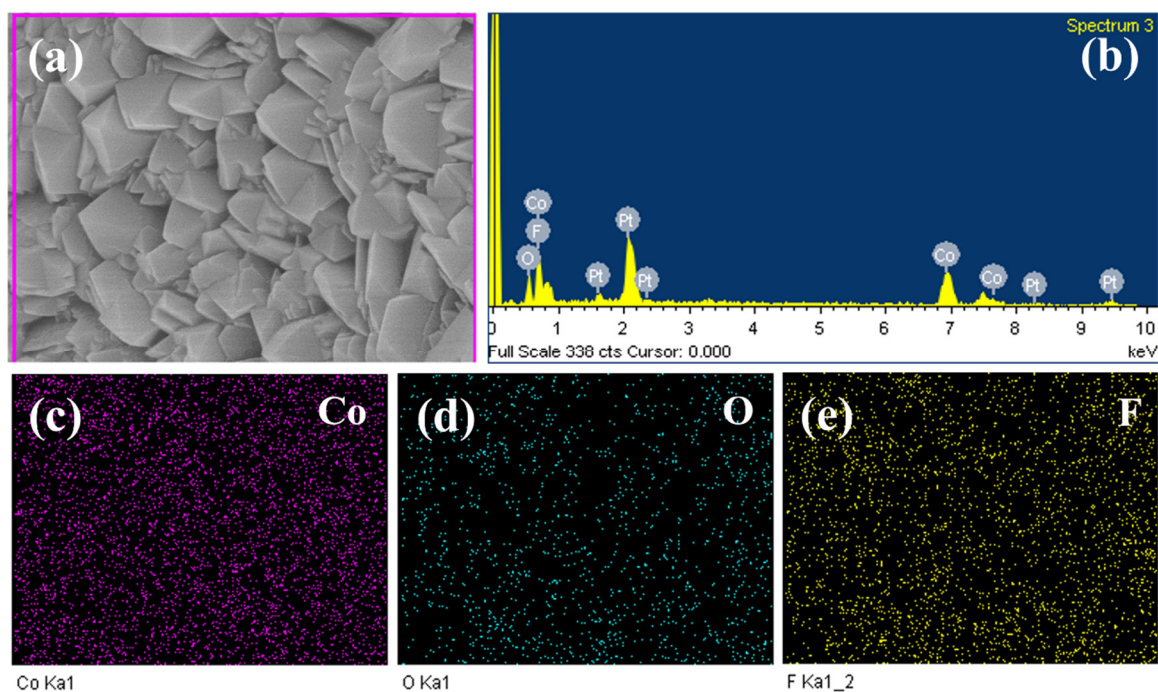 (a)
Spectrum 3
(b)
Co
F
O
Pt
Pt
Pt
Co
Co
Pt
Pt
0 1 2 3 4 5 6 7 8 9 10
Full Scale 338 cts Cursor: 0.000 keV
(c) Co
(d) O
(e) F
Co Ka1
O Ka1
F Ka1_2